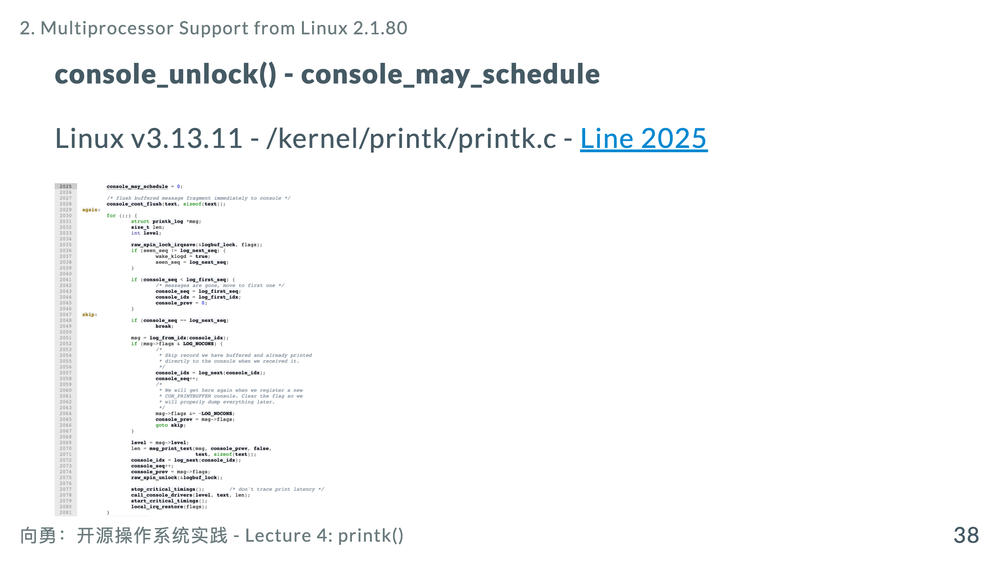 2. Multiprocessor Support from Linux 2.1.80
console_unlock() - console_may_schedule
Linux v3.13.11 - /kernel/printk/printk.c - Line 2025
2025 console_may_schedule = 0;
2026
2027 /* flush buffered message fragment immediately to console */
2028 console_cont_flush(text, sizeof(text));
2029 again:
2030 for (;;) {
2031 struct printk_log *msg;
2032 size_t len;
2033 int level;
2034
2035 raw_spin_lock_irqsave(&logbuf_lock, flags);
2036 if (seen_seq != log_next_seq) {
2037 wake_klogd = true;
2038 seen_seq = log_next_seq;
2039 }
2040
2041 if (console_seq < log_first_seq) {
2042 /* messages are gone, move to first one */
2043 console_seq = log_first_seq;
2044 console_idx = log_first_idx;
2045 console_prev = 0;
2046 }
2047 skip:
2048 if (console_seq == log_next_seq)
2049 break;
2050
2051 msg = log_from_idx(console_idx);
2052 if (msg->flags & LOG_NOCONS) {
2053 /*
2054 * Skip record we have buffered and already printed
2055 * directly to the console when we received it.
2056 */
2057 console_idx = log_next(console_idx);
2058 console_seq++;
2059 /*
2060 * We will get here again when we register a new
2061 * CON_PRINTBUFFER console. Clear the flag so we
2062 * will properly dump everything later.
2063 */
2064 msg->flags &= ~LOG_NOCONS;
2065 console_prev = msg->flags;
2066 goto skip;
2067 }
2068
2069 level = msg->level;
2070 len = msg_print_text(msg, console_prev, false,
2071 text, sizeof(text));
2072 console_idx = log_next(console_idx);
2073 console_seq++;
2074 console_prev = msg->flags;
2075 raw_spin_unlock(&logbuf_lock);
2076
2077 stop_critical_timings(); /* don't trace print latency */
2078 call_console_drivers(level, text, len);
2079 start_critical_timings();
2080 local_irq_restore(flags);
2081 }
向勇：开源操作系统实践 - Lecture 4: printk()
38